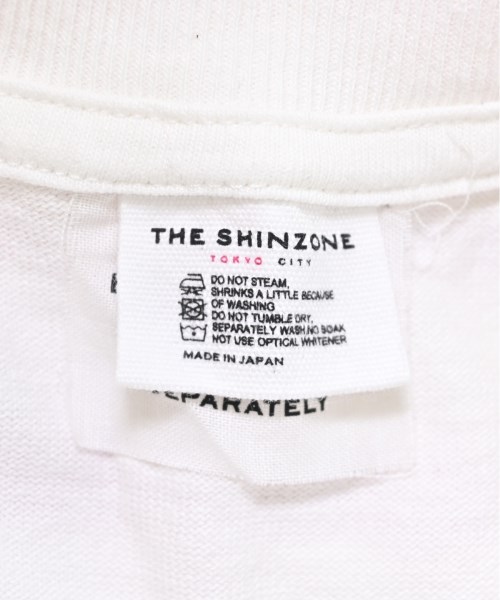 THE SHINZONE
TOKYO CITY
DO NOT STEAM.
SHRINKS A LITTLE BECAUSE
OF WASHING
DO NOT TUMBLE DRY.
SEPARATELY WASH.NO SOAK
NOT USE OPTICAL WHITENER
MADE IN JAPAN
SEPARATELY